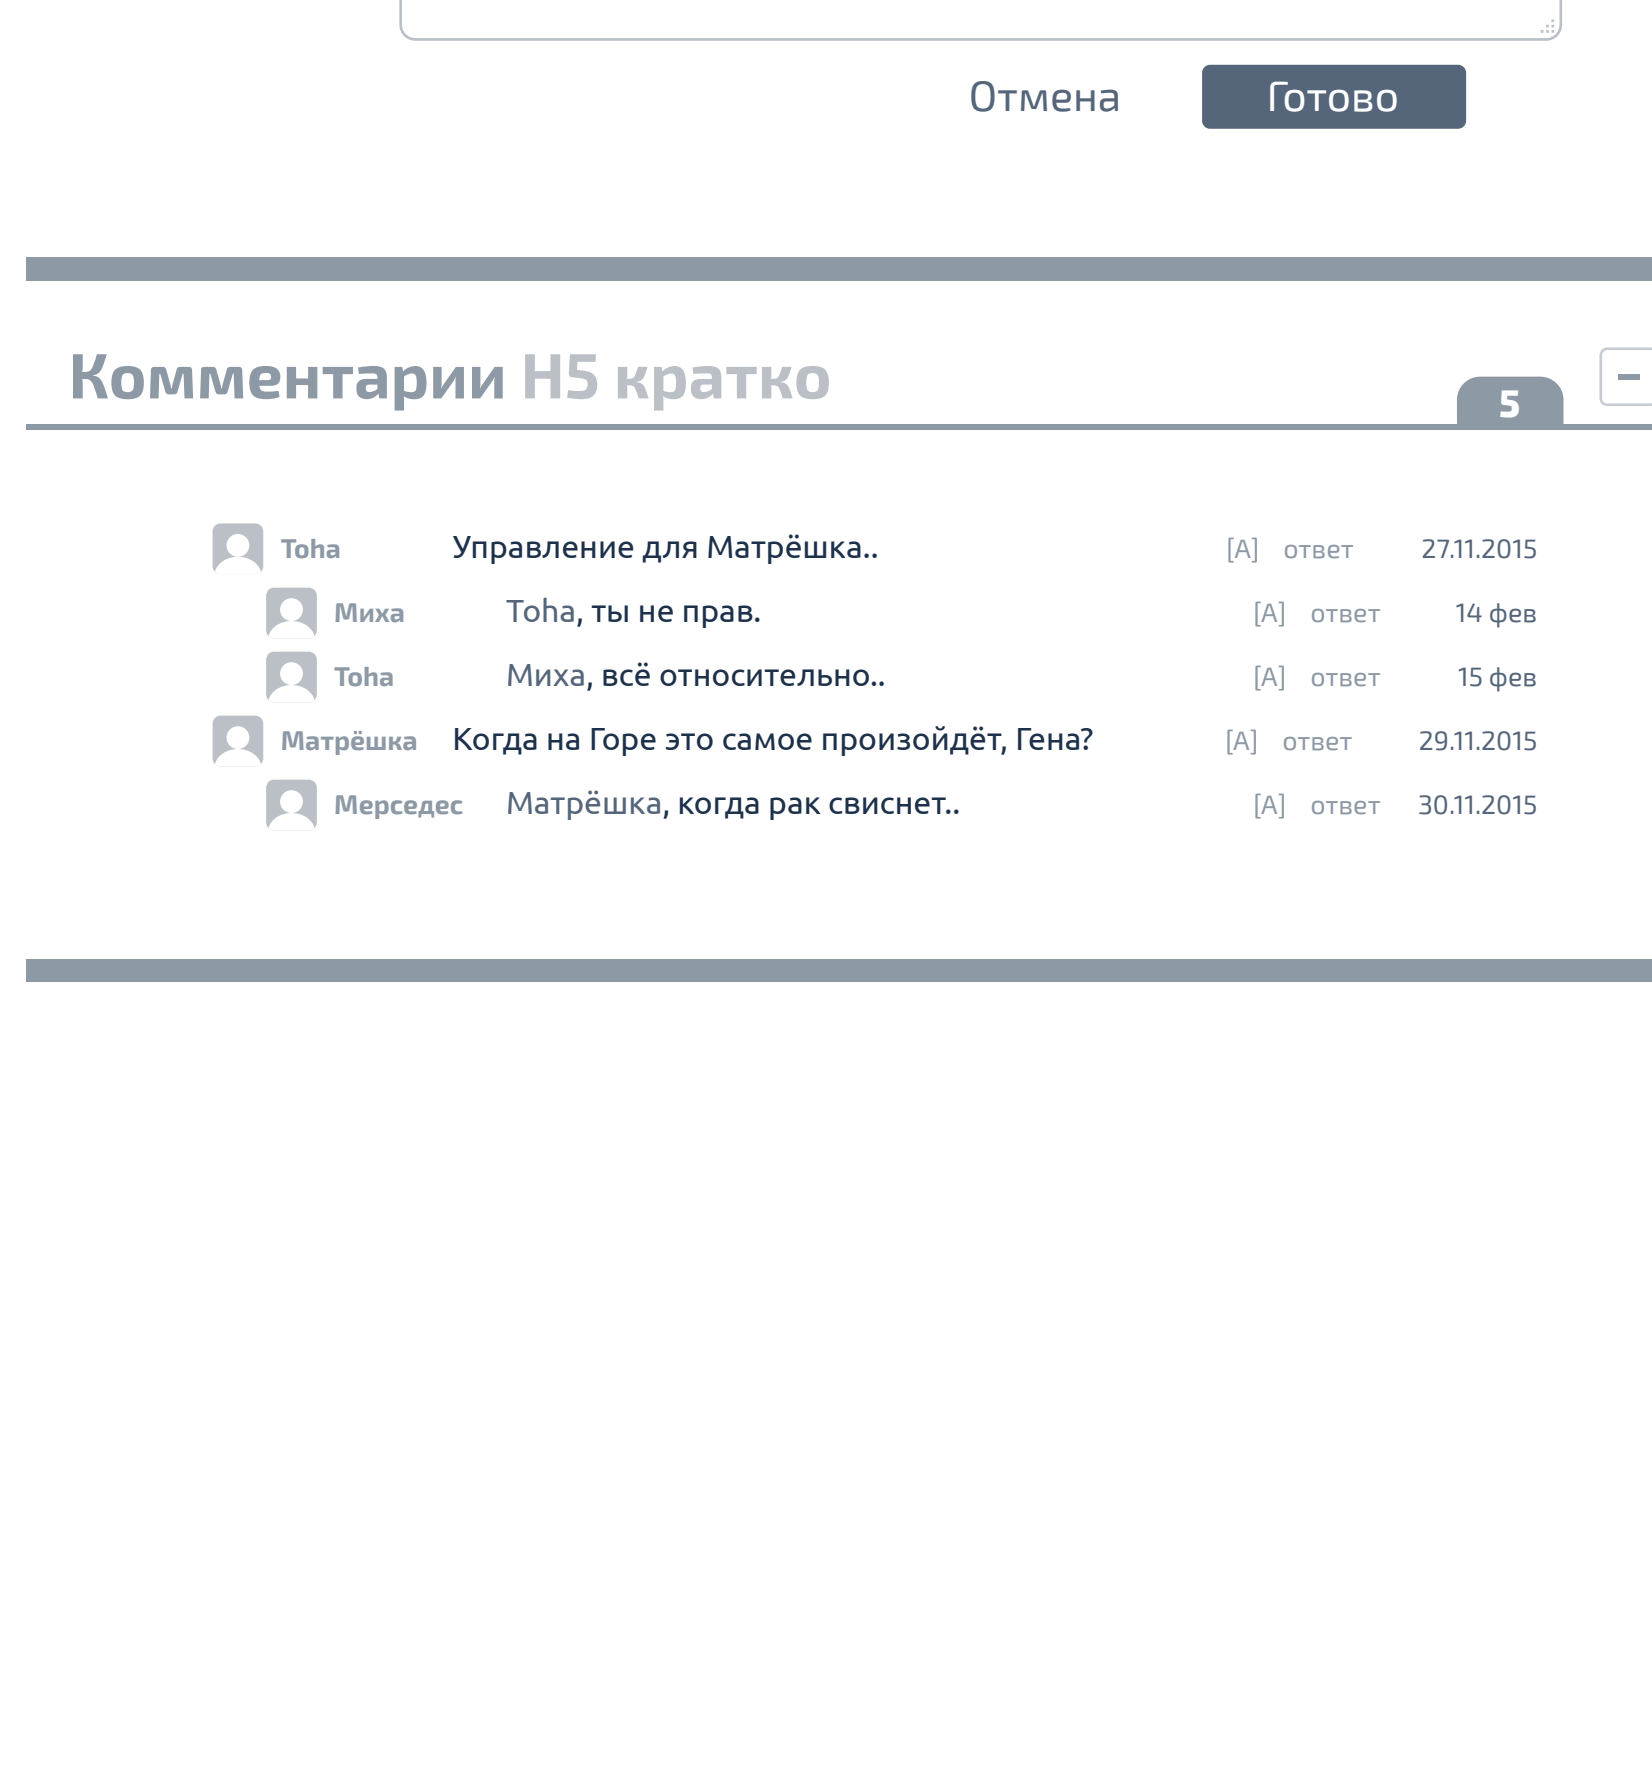 Отмена Готово
Комментарии H5 кратко 5
Toha Управление для Матрёшка.. [A] ответ 27.11.2015
Миха Toha, ты не прав. [A] ответ 14 фев
Toha Миха, всё относительно.. [A] ответ 15 фев
Матрёшка Когда на Горе это самое произойдёт, Гена? [A] ответ 29.11.2015
Мерседес Матрёшка, когда рак свиснет.. [A] ответ 30.11.2015